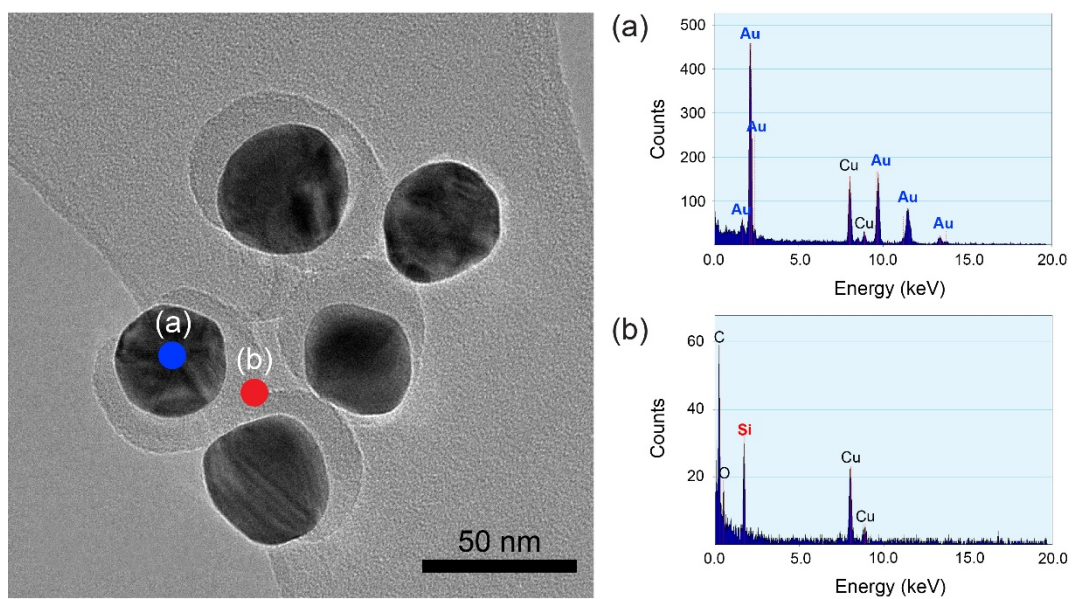 (a)
(b)
50 nm
(a)
500
400
300
200
100
Counts
Au
Au
Au
Cu
Cu
Au
Au
Au
0.0 5.0 10.0 15.0 20.0
Energy (keV)
(b)
60
40
20
Counts
C
O
Si
Cu
Cu
0.0 5.0 10.0 15.0 20.0
Energy (keV)